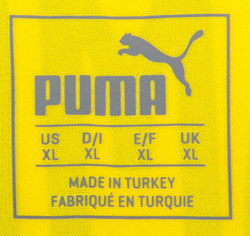 PUMA
US D/I E/F UK
XL XL XL XL
MADE IN TURKEY
FABRIQUÉ EN TURQUIE